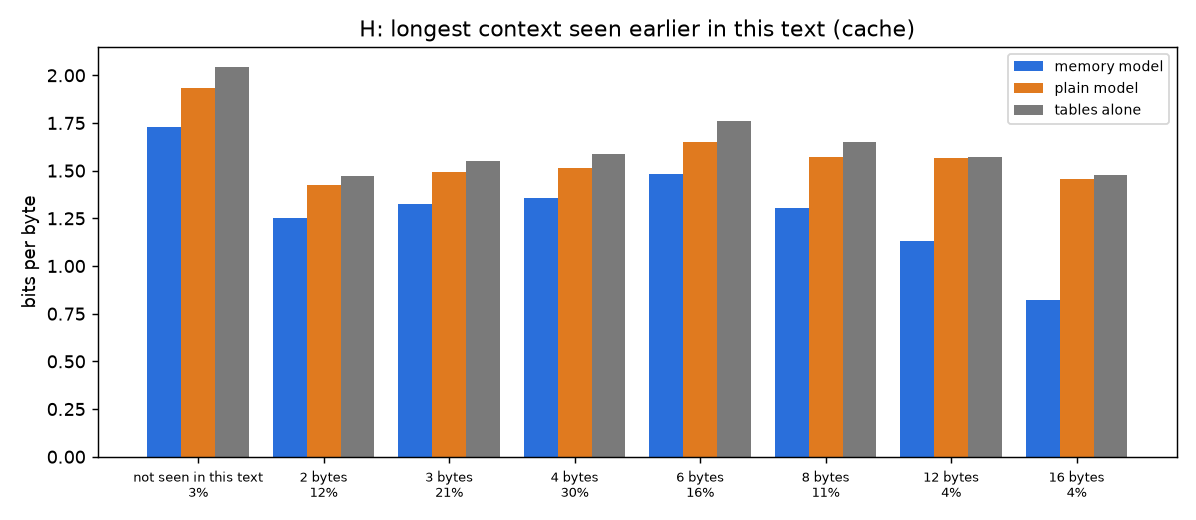 H: longest context seen earlier in this text (cache)
memory model
plain model
tables alone
bits per byte
2.00
1.75
1.50
1.25
1.00
0.75
0.50
0.25
0.00
not seen in this text 2 bytes 3 bytes 4 bytes 6 bytes 8 bytes 12 bytes 16 bytes
3% 12% 21% 30% 16% 11% 4% 4%